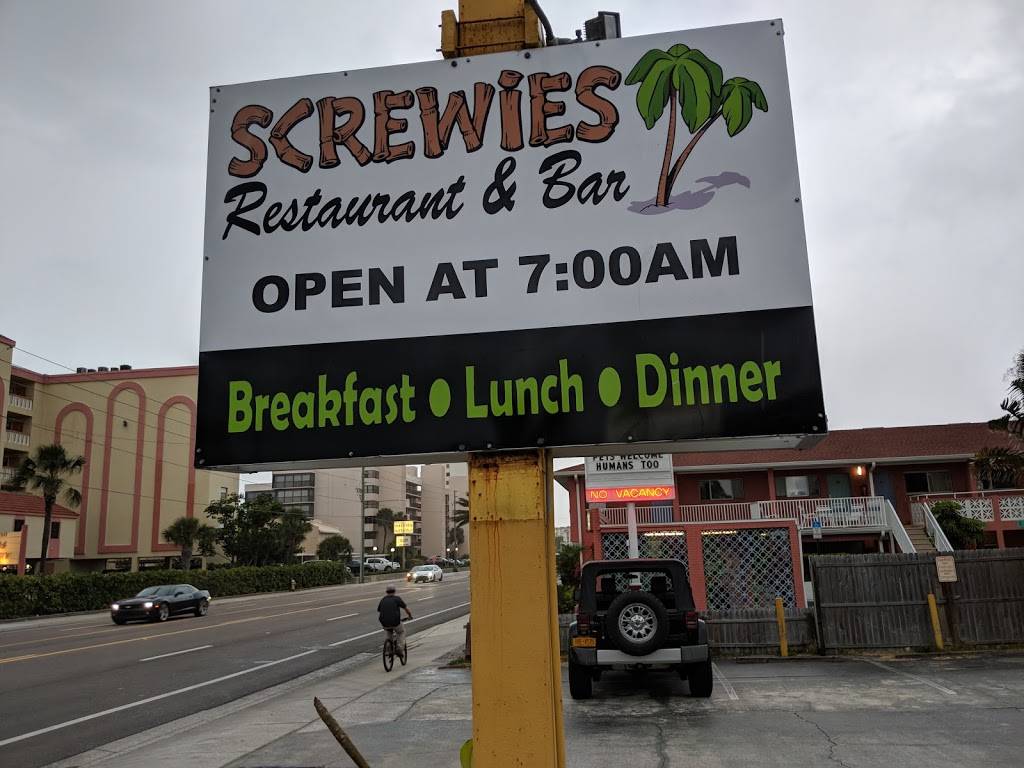 SCREWiES
Restaurant & Bar
OPEN AT 7:00AM
Breakfast • Lunch • Dinner
PETS WELCOME
HUMANS TOO
NO VACANCY